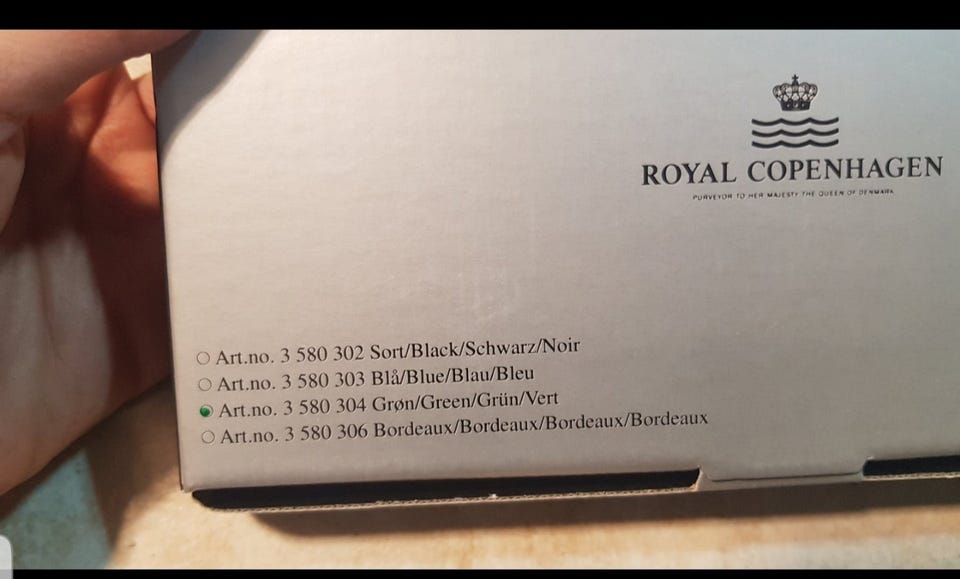 ROYAL COPENHAGEN
PURVEYOR TO HER MAJESTY THE QUEEN OF DENMARK
Art.no. 3 580 302 Sort/Black/Schwarz/Noir
Art.no. 3 580 303 Blå/Blue/Blau/Bleu
Art.no. 3 580 304 Grøn/Green/Grün/Vert
Art.no. 3 580 306 Bordeaux/Bordeaux/Bordeaux/Bordeaux